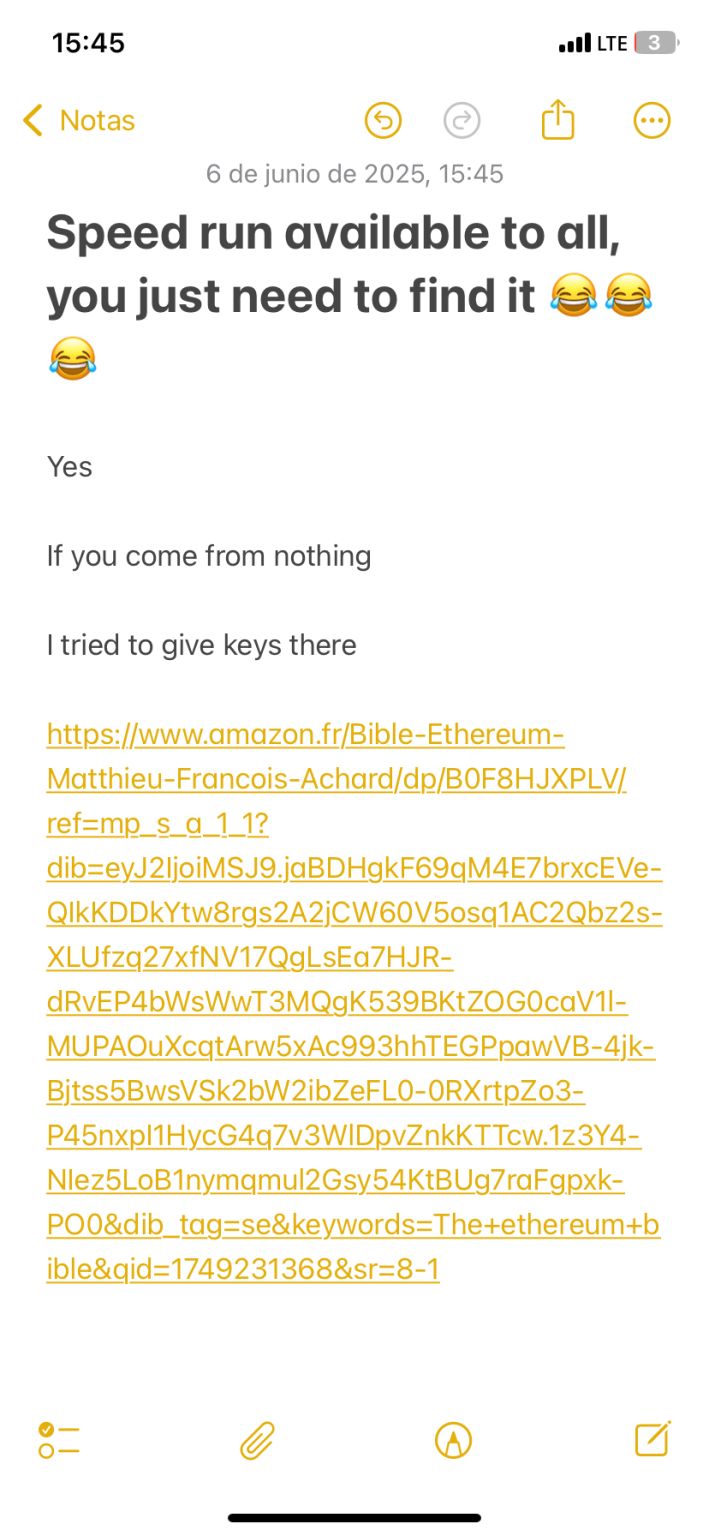 15:45
LTE 3
Notas
6 de junio de 2025, 15:45
Speed run available to all,
you just need to find it 😂😂
😂
Yes
If you come from nothing
I tried to give keys there
https://www.amazon.fr/Bible-Ethereum-
Matthieu-Francois-Achard/dp/B0F8HJXPLV/
ref=mp_s_a_1_1?
dib=eyJ2IjoiMSJ9.jaBDHgkF69qM4E7brxcEVe-
QIkKDDkYtw8rgs2A2jCW60V5osq1AC2Qbz2s-
XLUfzq27xfNV17QgLsEa7HJR-
dRvEP4bWsWwT3MQgK539BKtZOG0caV1l-
MUPAOuXcqtArw5xAc993hhTEGPpawVB-4jk-
Bjtss5BwsVSk2bW2ibZeFL0-0RXrtpZo3-
P45nxpI1HycG4q7v3WlDpvZnkKTTcw.1z3Y4-
NIez5LoB1nymqmul2Gsy54KtBUg7raFgpxk-
PO0&dib_tag=se&keywords=The+ethereum+b
ible&qid=1749231368&sr=8-1